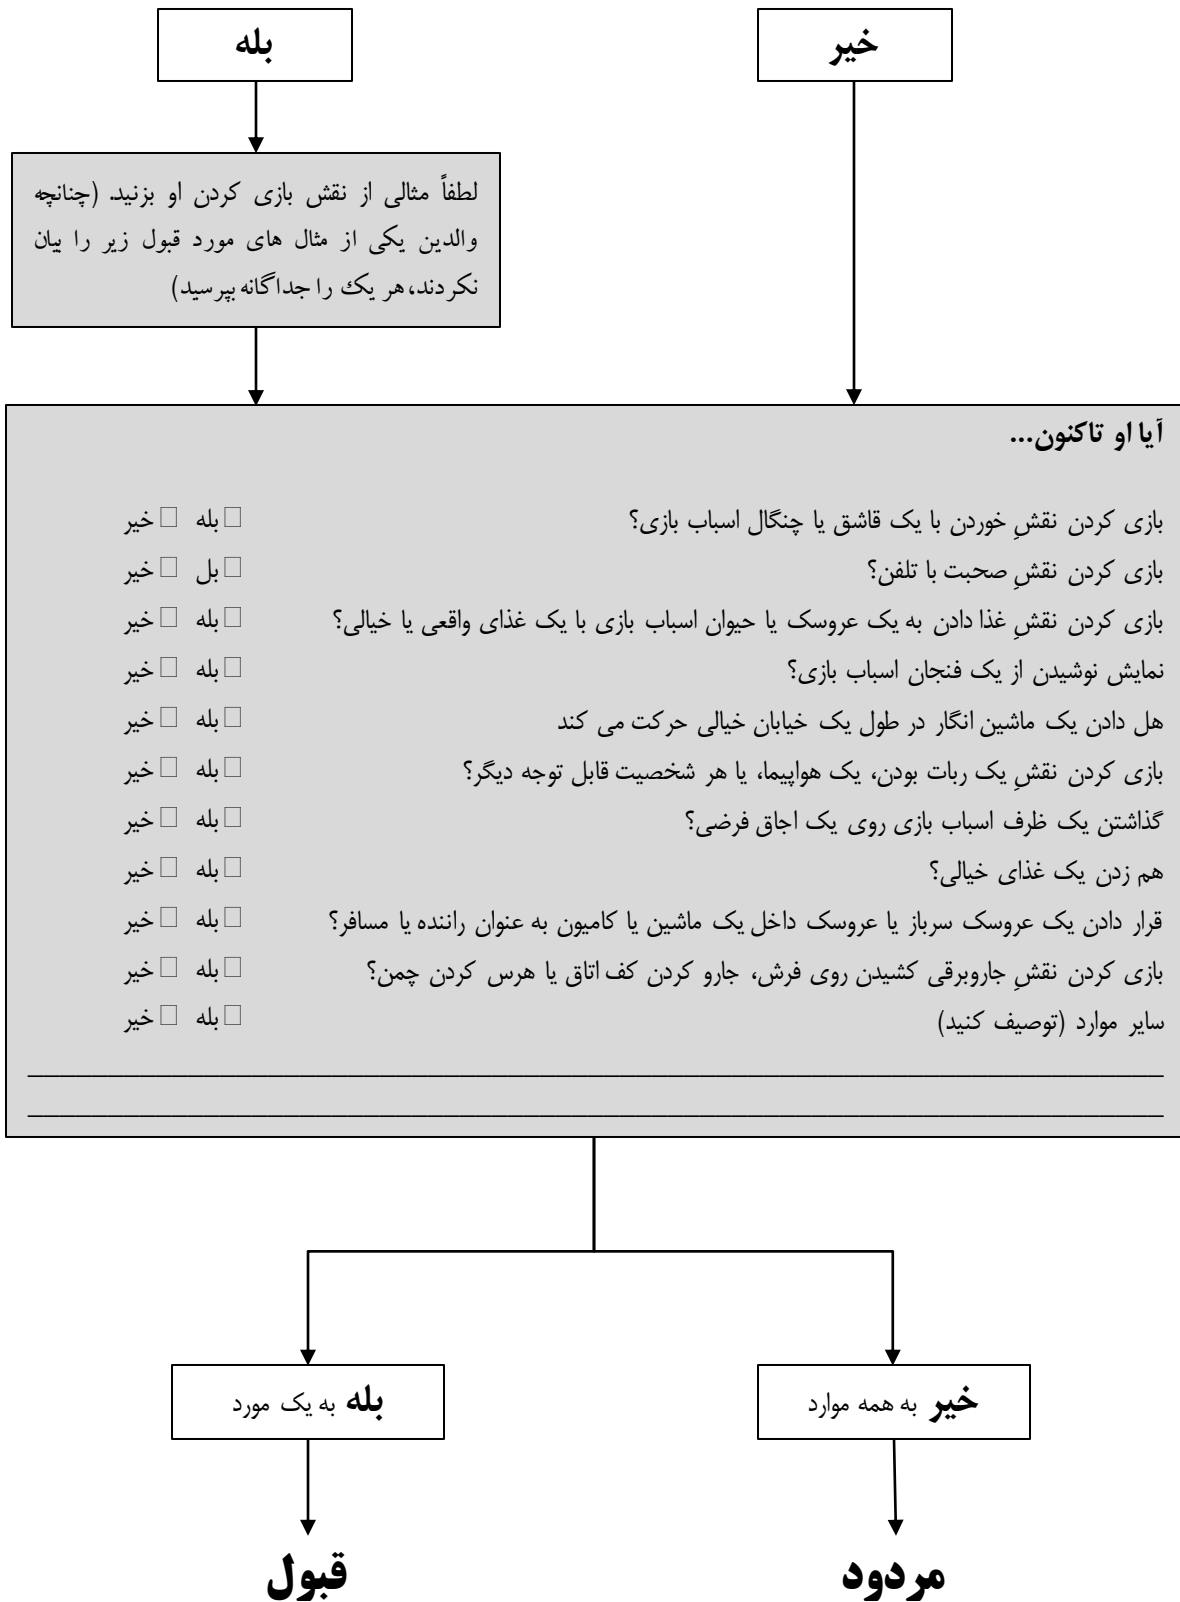 بله
خیر
لطفاً مثالی از نقش بازی کردن او بزنید. (چنانچه
والدین یکی از مثال های مورد قبول زیر را بیان
نکردند، هر یک را جداگانه بپرسید)
آیا او تاکنون...
بازی کردن نقشِ خوردن با یک قاشق یا چنگال اسباب بازی؟ □ بله □ خیر
بازی کردن نقشِ صحبت با تلفن؟ □ بل □ خیر
بازی کردن نقشِ غذا دادن به یک عروسک یا حیوان اسباب بازی با یک غذای واقعی یا خیالی؟ □ بله □ خیر
نمایش نوشیدن از یک فنجان اسباب بازی؟ □ بله □ خیر
هل دادن یک ماشین انگار در طول یک خیابان خیالی حرکت می کند □ بله □ خیر
بازی کردن نقشِ یک ربات بودن، یک هواپیما، یا هر شخصیت قابل توجه دیگر؟ □ بله □ خیر
گذاشتن یک ظرف اسباب بازی روی یک اجاق فرضی؟ □ بله □ خیر
هم زدن یک غذای خیالی؟ □ بله □ خیر
قرار دادن یک عروسک سرباز یا عروسک داخل یک ماشین یا کامیون به عنوان راننده یا مسافر؟ □ بله □ خیر
بازی کردن نقشِ جاروبرقی کشیدن روی فرش، جارو کردن کف اتاق یا هرس کردن چمن؟ □ بله □ خیر
سایر موارد (توصیف کنید) □ بله □ خیر
بله به یک مورد
خیر به همه موارد
قبول
مردود